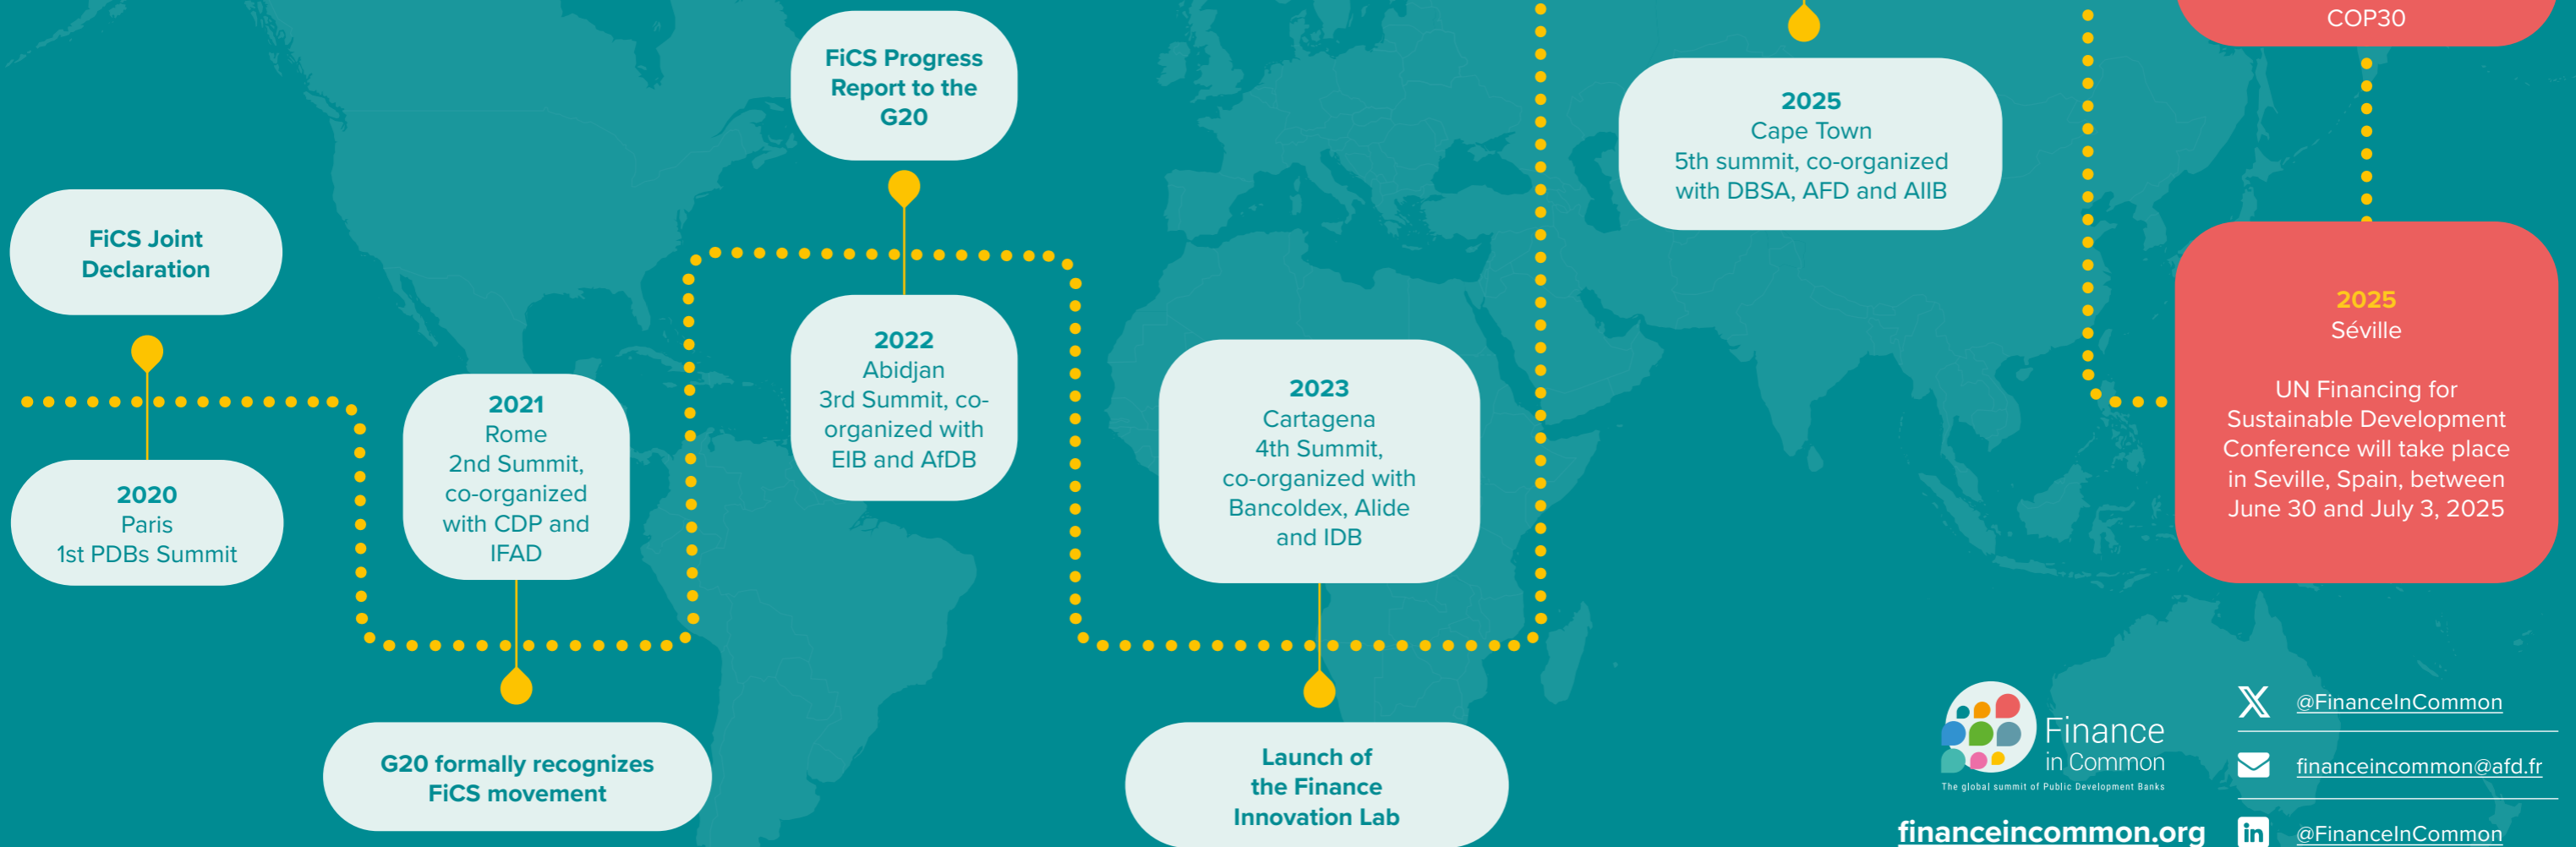 FiCS Joint
Declaration
2020
Paris
1st PDBs Summit
2021
Rome
2nd Summit,
co-organized
with CDP and
IFAD
G20 formally recognizes
FiCS movement
FiCS Progress
Report to the
G20
2022
Abidjan
3rd Summit, co-
organized with
EIB and AfDB
2023
Cartagena
4th Summit,
co-organized with
Bancoldex, Alide
and IDB
Launch of
the Finance
Innovation Lab
2025
Cape Town
5th summit, co-organized
with DBSA, AFD and AIIB
COP30
2025
Séville
UN Financing for
Sustainable Development
Conference will take place
in Seville, Spain, between
June 30 and July 3, 2025
Finance
in Common
The global summit of Public Development Banks
financeincommon.org
@FinanceInCommon
financeincommon@afd.fr
in @FinanceInCommon